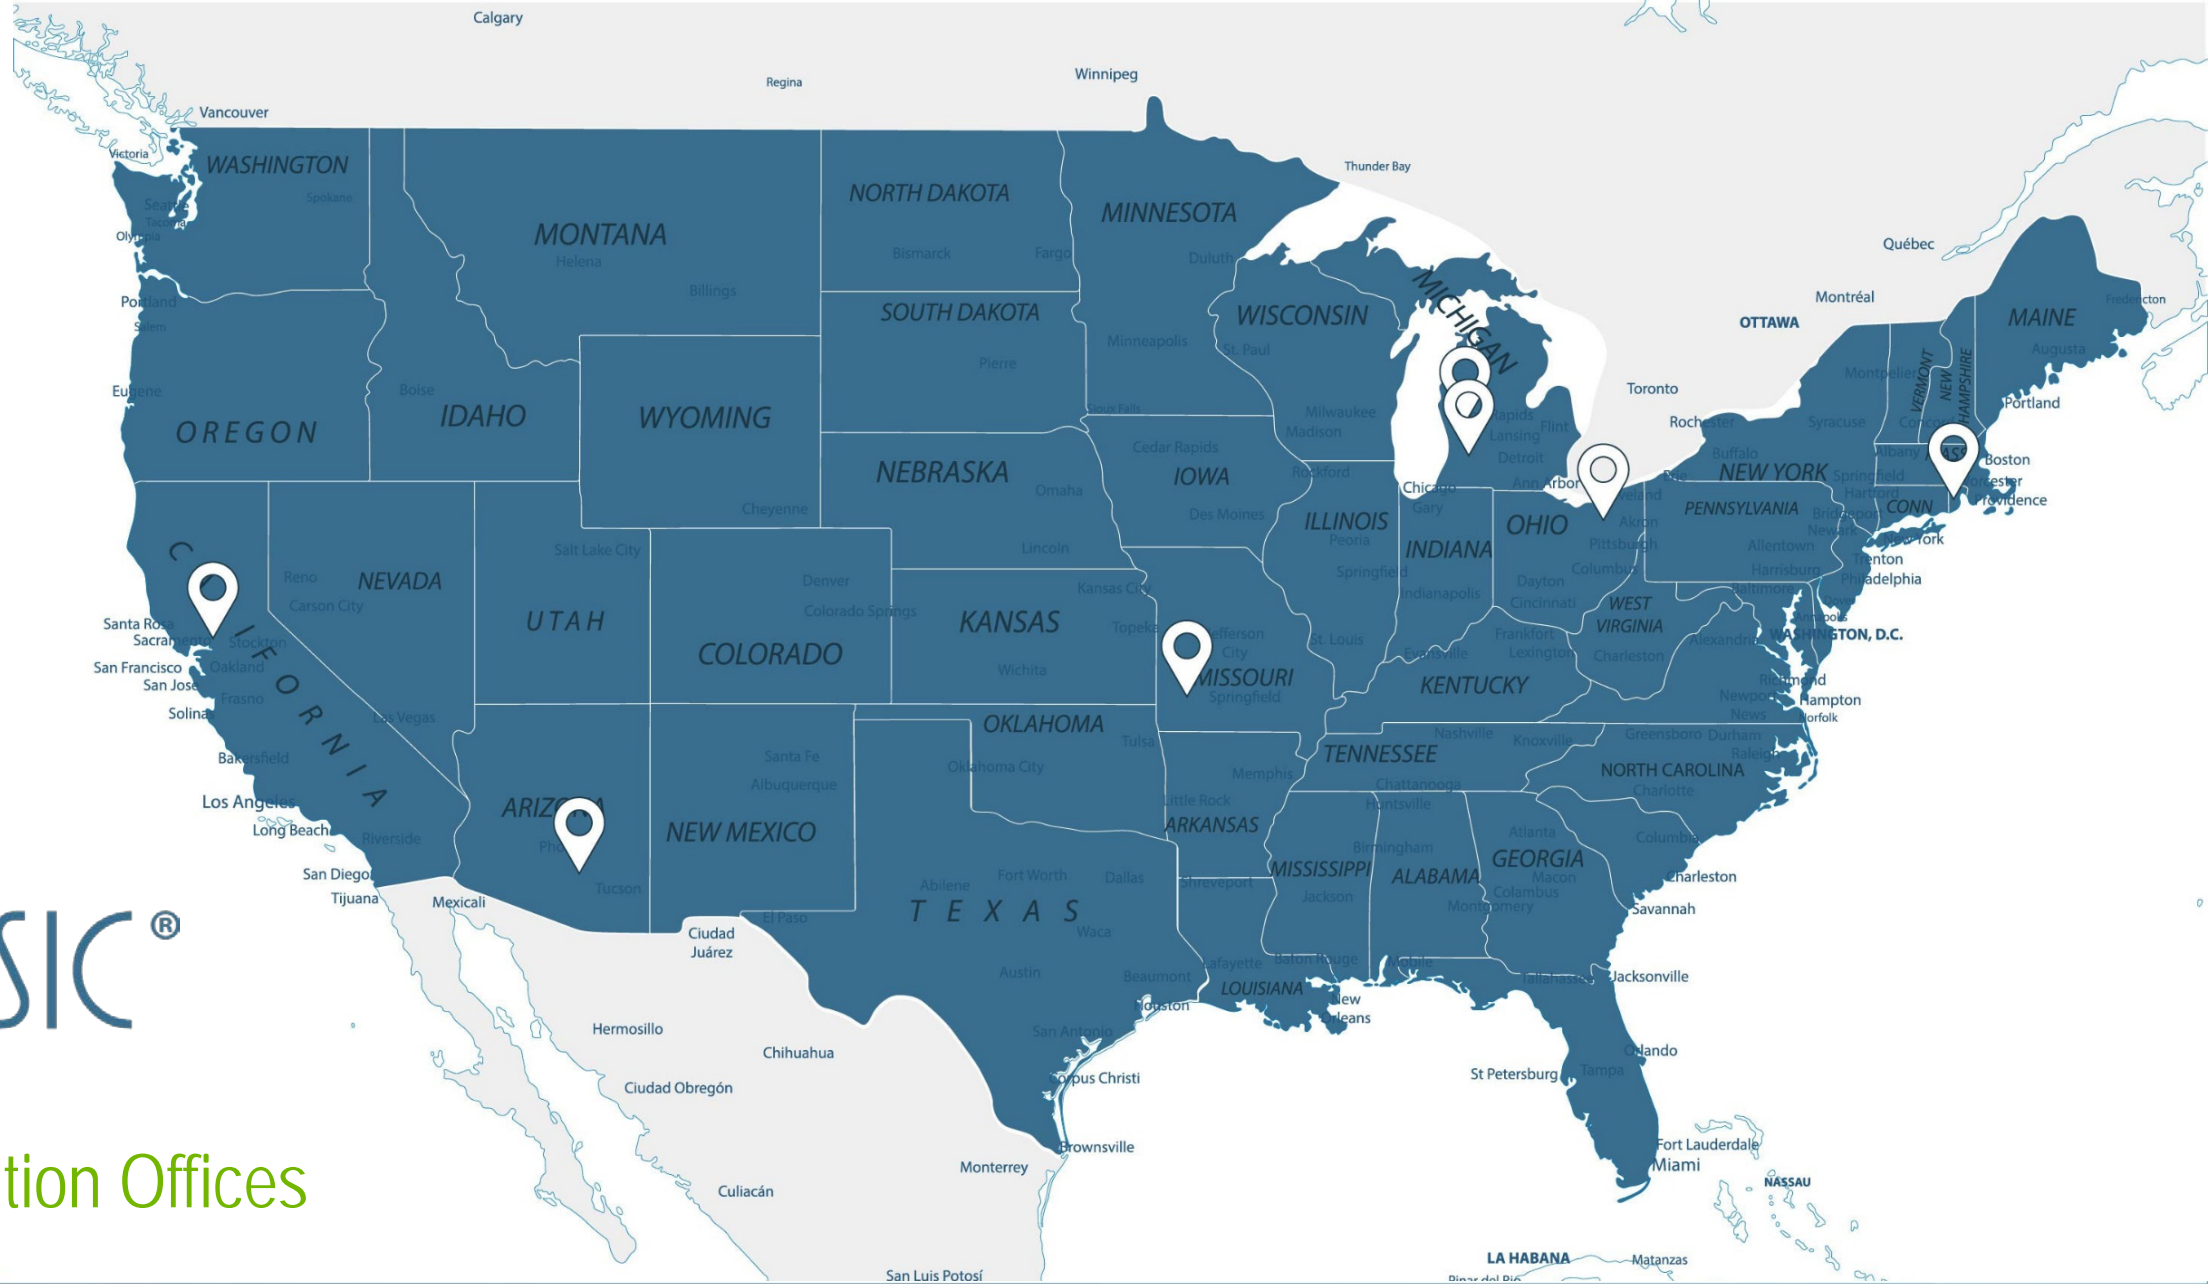 Calgary
Regina
Winnipeg
Vancouver
Victoria
WASHINGTON
Spokane
Thunder Bay
NORTH DAKOTA
MINNESOTA
MONTANA
Helena
Bismarck
Fargo
Duluth
Québec
Billings
Portland
Salem
SOUTH DAKOTA
WISCONSIN
MICHIGAN
Montréal
OTTAWA
MAINE
Fredericton
Minneapolis
St. Paul
Augusta
Pierre
Montpelier
VERMONT
NEW
HAMPSHIRE
Eugene
Boise
Toronto
Portland
OREGON
IDAHO
WYOMING
Sioux Falls
Milwaukee
Madison
Lansing
Flint
Rochester
Syracuse
Cedar Rapids
Detroit
Buffalo
Albany
Boston
NEBRASKA
IOWA
Rockford
Erie
NEW YORK
Springfield
Omaha
Chicago
Ann Arbor
Hartford
Providence
Cheyenne
Des Moines
Gary
PENNSYLVANIA
CONN
ILLINOIS
OHIO
Akron
Newark
Peoria
INDIANA
Pittsburgh
Allentown
New York
Salt Lake City
Lincoln
Trenton
Reno
NEVADA
Denver
Kansas City
Springfield
Columbus
Harrisburg
Philadelphia
Carson City
Colorado Springs
Indianapolis
Dayton
Cincinnati
Baltimore
Santa Rosa
Sacramento
Stockton
UTAH
KANSAS
Topeka
WEST
VIRGINIA
San Francisco
Oakland
COLORADO
City
St. Louis
Frankfort
Lexington
Alexandria
WASHINGTON, D.C.
San Jose
Frasno
Wichita
MISSOURI
Springfield
Evansville
Charleston
KENTUCKY
Richmond
Solinas
Las Vegas
Newport
News
Hampton
Norfolk
OKLAHOMA
Tulsa
Nashville
Knoxville
Greensboro
Durham
Raleigh
Bakersfield
Santa Fe
Oklahoma City
Memphis
TENNESSEE
NORTH CAROLINA
Albuquerque
Chattanooga
Charlotte
Los Angeles
Little Rock
Huntsville
Long Beach
Riverside
NEW MEXICO
ARKANSAS
Atlanta
Columbia
Birmingham
GEORGIA
San Diego
Abilene
Fort Worth
Dallas
Shreveport
MISSISSIPPI
ALABAMA
Macon
Charleston
Tijuana
Mexicali
Tucson
Jackson
Colambus
Montgomery
Savannah
El Paso
TEXAS
Waca
SIC®
Ciudad
Juárez
Austin
Beaumont
Lafayette
Baton Rouge
Mobile
Tallahassee
Jacksonville
LOUISIANA
New
Orleans
Houston
Hermosillo
San Antonio
Chihuahua
Orlando
Ciudad Obregón
Corpus Christi
St Petersburg
Tampa
Brownsville
Fort Lauderdale
Miami
Monterrey
tion Offices
Culiacán
NASSAU
LA HABANA
Matanzas
San Luis Potosí